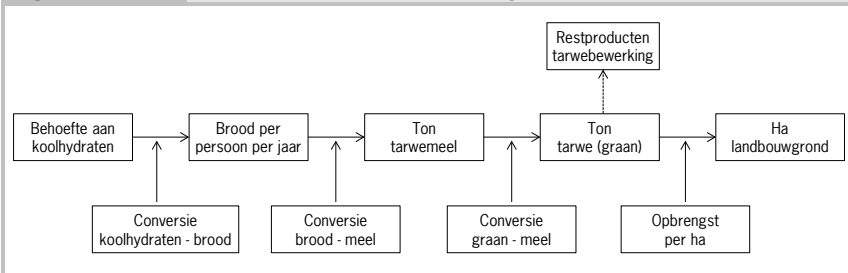 Restproducten
tarwebewerking
Behoefte aan
koolhydraten
Brood per
persoon per jaar
Ton
tarwemeel
Ton
tarwe (graan)
Ha
landbouwgrond
Conversie
koolhydraten - brood
Conversie
brood - meel
Conversie
graan - meel
Opbrengst
per ha